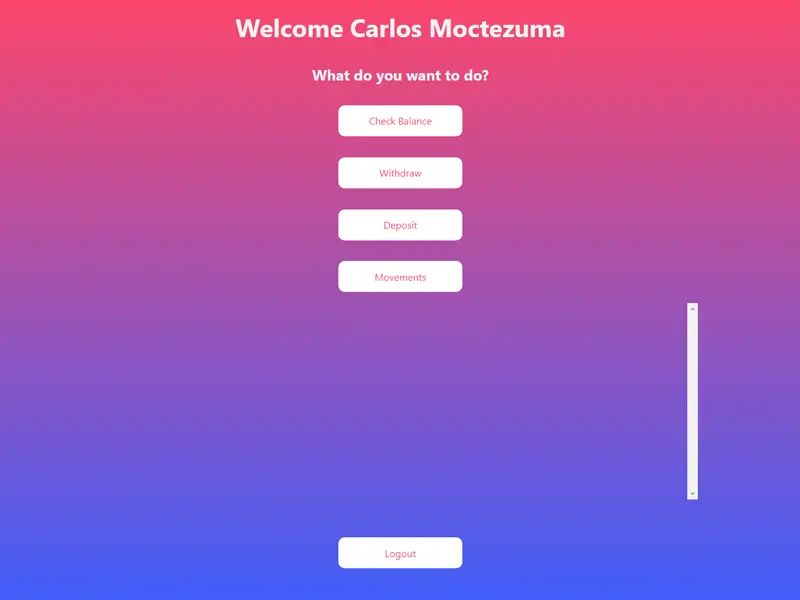 Welcome Carlos Moctezuma
What do you want to do?
Check Balance
Withdraw
Deposit
Movements
Logout